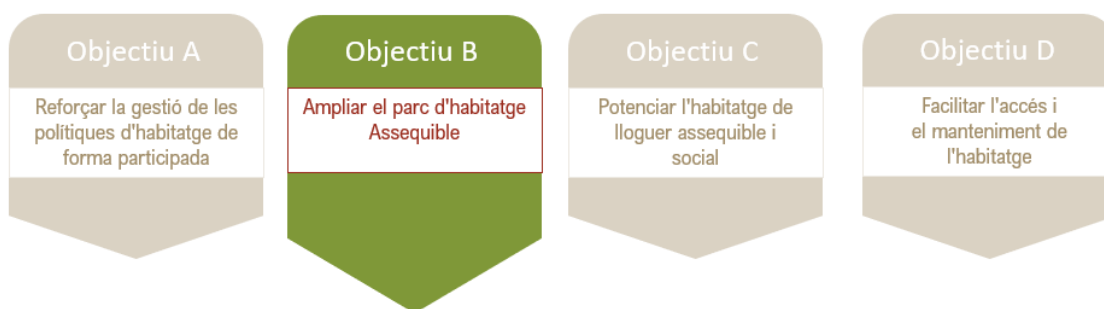 Objectiu A
Reforçar la gestió de les
polítiques d'habitatge de
forma participada
Objectiu B
Ampliar el parc d'habitatge
Assequible
Objectiu C
Potenciar l'habitatge de
lloguer assequible i
social
Objectiu D
Facilitar l'accés i
el manteniment de
l'habitatge